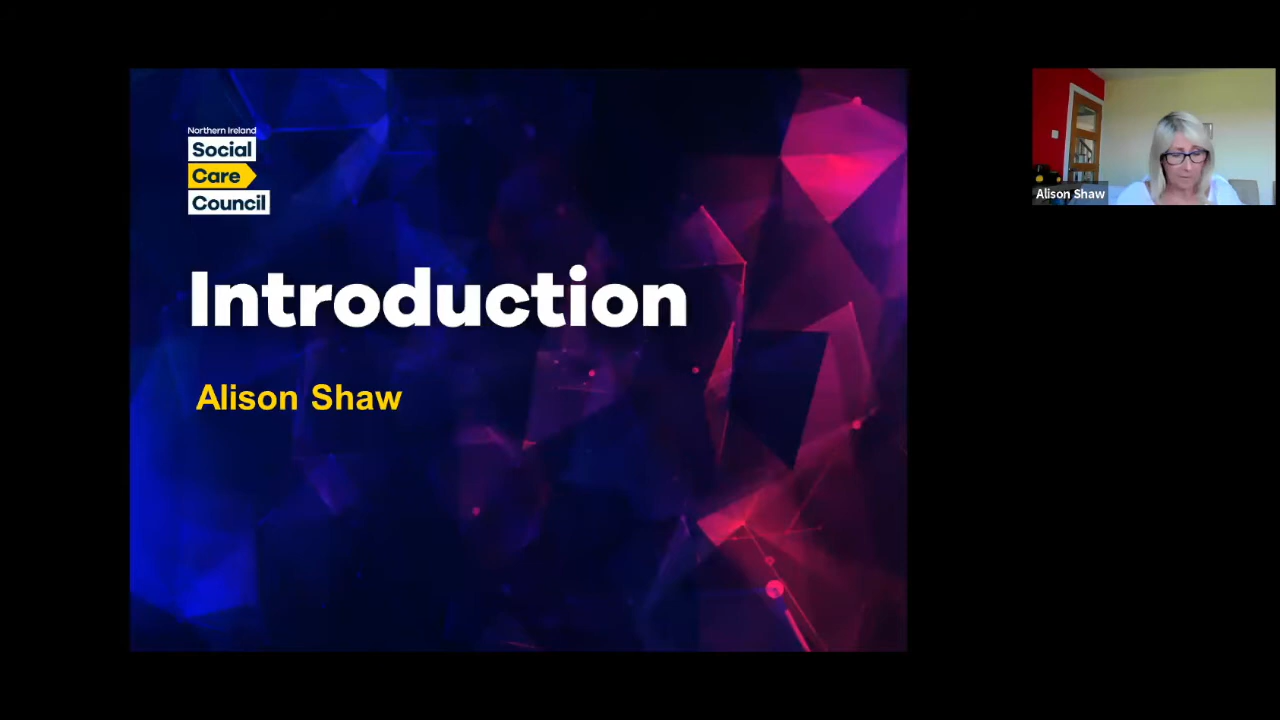 Northern Ireland
Social
Care
Council
Introduction
Alison Shaw
Alison Shaw